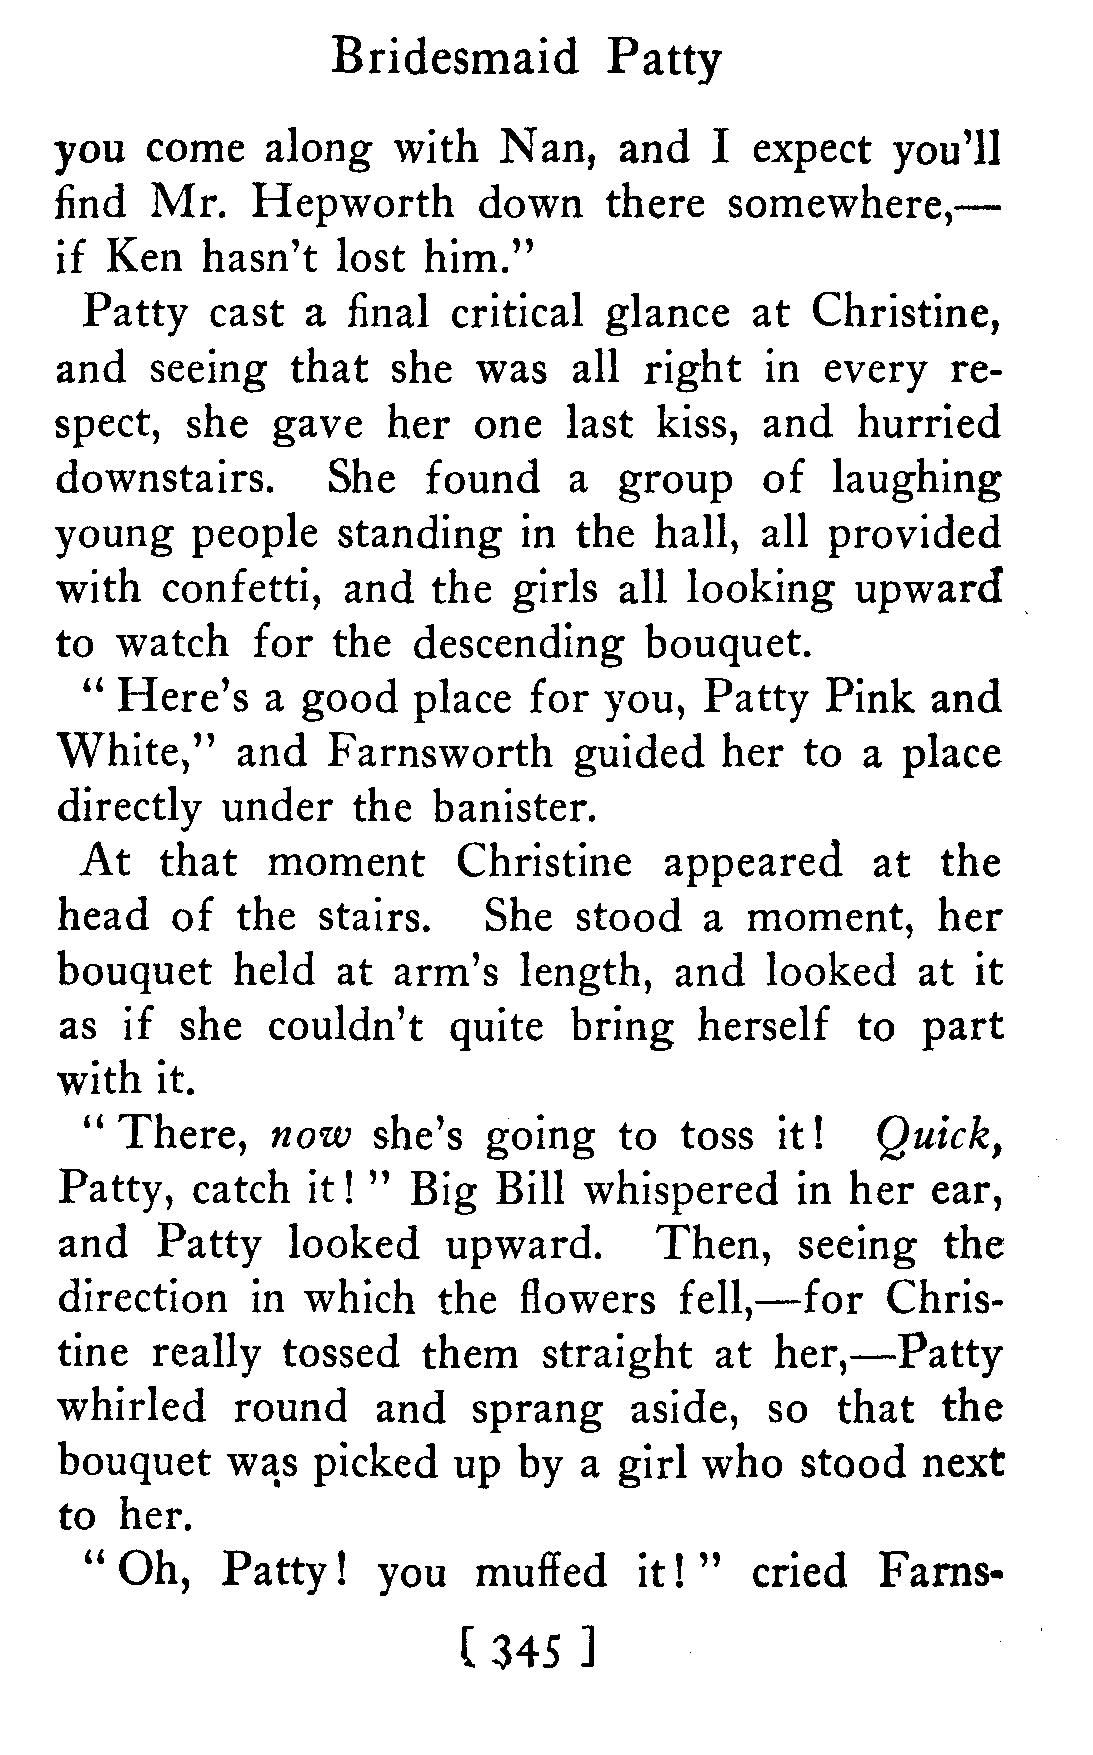 Bridesmaid Patty
you come along with Nan, and I expect you'll
find Mr. Hepworth down there somewhere,—
if Ken hasn't lost him."
Patty cast a final critical glance at Christine,
and seeing that she was all right in every re-
spect, she gave her one last kiss, and hurried
downstairs. She found a group of laughing
young people standing in the hall, all provided
with confetti, and the girls all looking upward
to watch for the descending bouquet.
" Here's a good place for you, Patty Pink and
White," and Farnsworth guided her to a place
directly under the banister.
At that moment Christine appeared at the
head of the stairs. She stood a moment, her
bouquet held at arm's length, and looked at it
as if she couldn't quite bring herself to part
with it.
" There, now she's going to toss it! Quick,
Patty, catch it! " Big Bill whispered in her ear,
and Patty looked upward. Then, seeing the
direction in which the flowers fell,—for Chris-
tine really tossed them straight at her,—Patty
whirled round and sprang aside, so that the
bouquet was picked up by a girl who stood next
to her.
" Oh, Patty! you muffed it! " cried Farns-
[ 345 ]